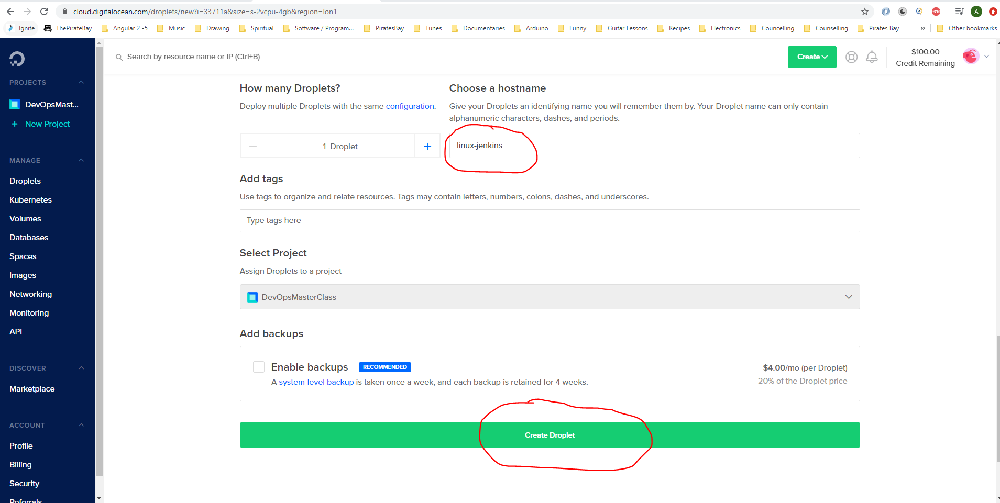 cloud.digitalocean.com/droplets/new?i=33711a&size=s-2vcpu-4gb&region=lon1
A
Ignite ThePirateBay Angular 2 -5 Music Drawing Spiritual Software / Program... PiratesBay Tunes Documentaries Arduino Funny Guitar Lessons Recipes Electronics Councelling Counselling Pirates Bay » Other bookmarks
Search by resource name or IP (Ctrl+B)
Create
$100.00
Credit Remaining
PROJECTS
DevOpsMast...
+ New Project
MANAGE
Droplets
Kubernetes
Volumes
Databases
Spaces
Images
Networking
Monitoring
API
DISCOVER
Marketplace
ACCOUNT
Profile
Billing
Security
Referrals
How many Droplets?
Deploy multiple Droplets with the same configuration.
1 Droplet
Choose a hostname
Give your Droplets an identifying name you will remember them by. Your Droplet name can only contain
alphanumeric characters, dashes, and periods.
linux-jenkins
Add tags
Use tags to organize and relate resources. Tags may contain letters, numbers, colons, dashes, and underscores.
Type tags here
Select Project
Assign Droplets to a project
DevOpsMasterClass
Add backups
Enable backups RECOMMENDED
A system-level backup is taken once a week, and each backup is retained for 4 weeks.
$4.00/mo (per Droplet)
20% of the Droplet price
Create Droplet